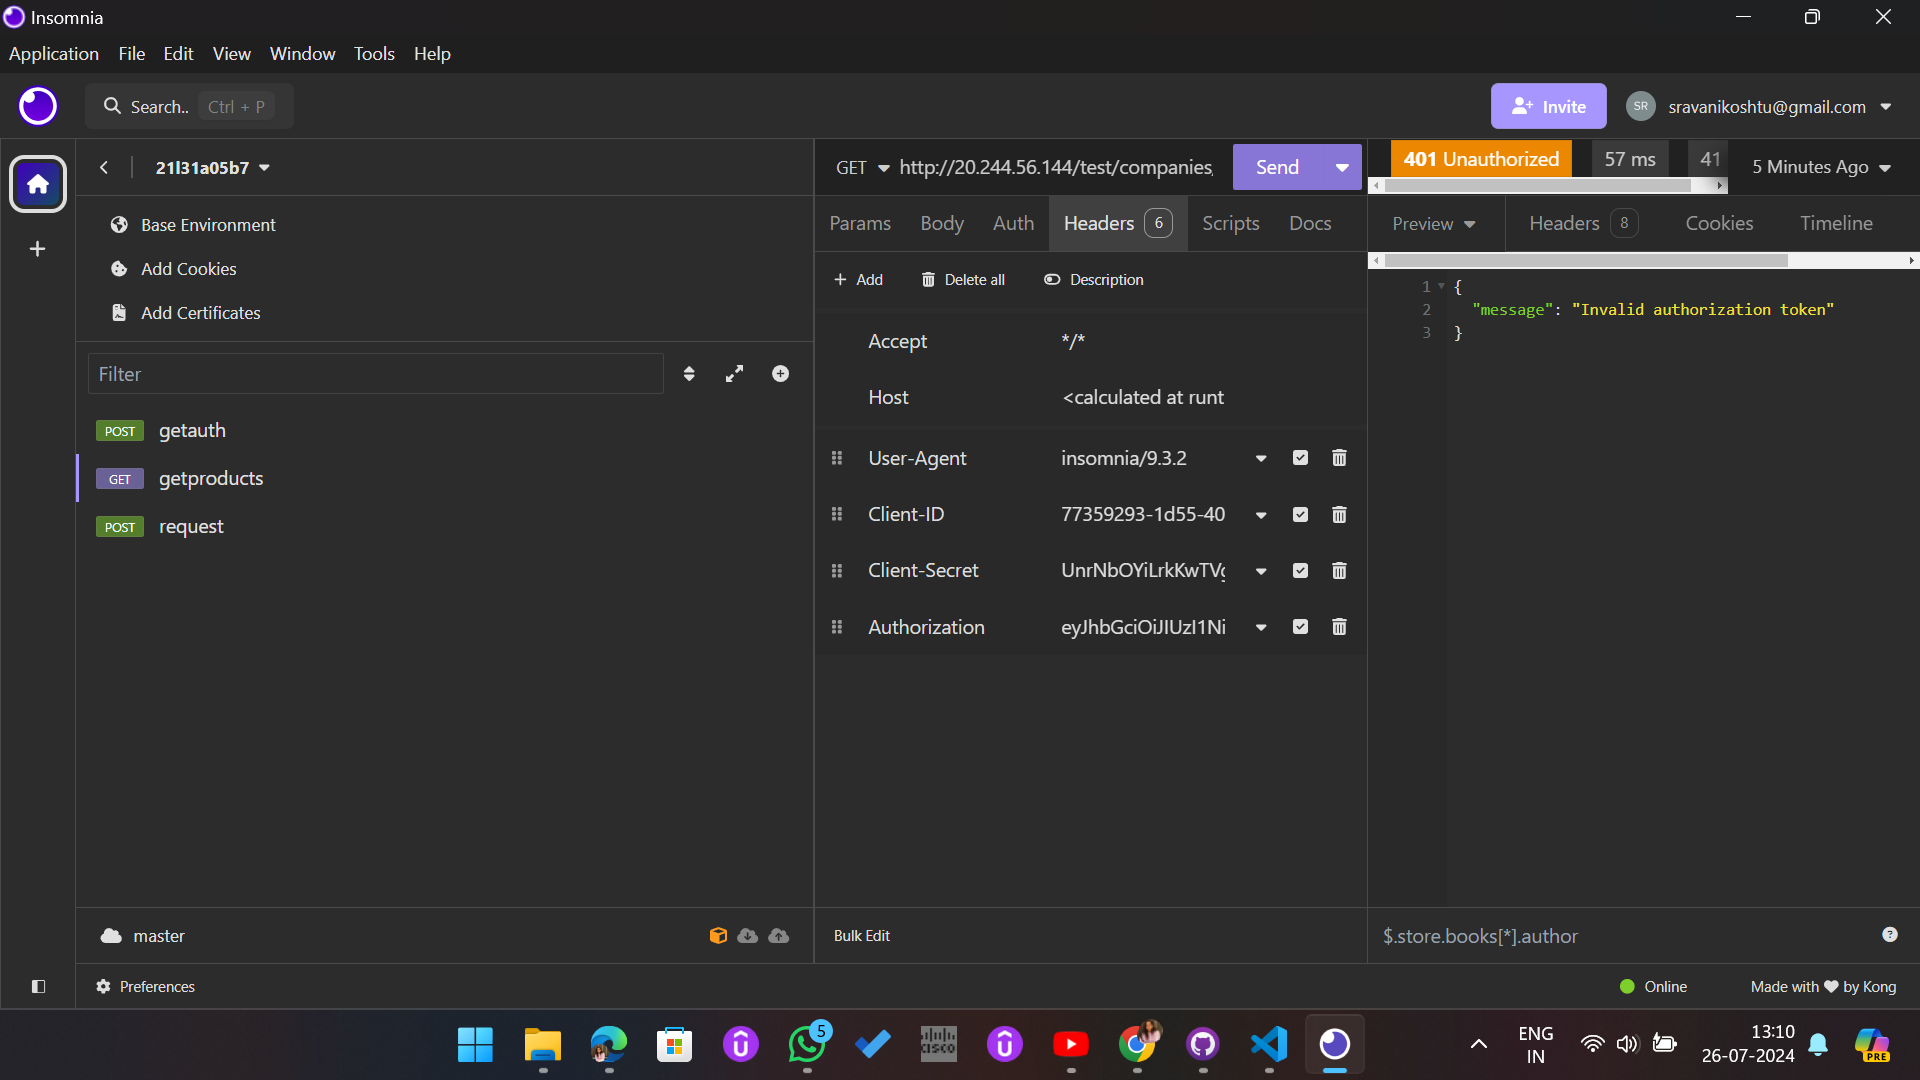 Insomnia
Application File Edit View Window Tools Help
Search.. Ctrl + P
Invite
SR sravanikoshtu@gmail.com
21l31a05b7
GET http://20.244.56.144/test/companies,
Send
401 Unauthorized
57 ms
41
5 Minutes Ago
Base Environment
Add Cookies
Add Certificates
Params Body Auth Headers 6 Scripts Docs
Preview Headers 8 Cookies Timeline
Add Delete all Description
Filter
POST getauth
GET getproducts
POST request
Accept */*
Host <calculated at runt
User-Agent insomnia/9.3.2
Client-ID 77359293-1d55-40
Client-Secret UnrNbOYiLrkKwTV
Authorization eyJhbGciOiJIUzI1Ni
1 {
2 "message": "Invalid authorization token"
3 }
master
Bulk Edit
$.store.books[*].author
Preferences
Online
Made with ❤ by Kong
5
CISCO
ENG
IN
13:10
26-07-2024
PRE